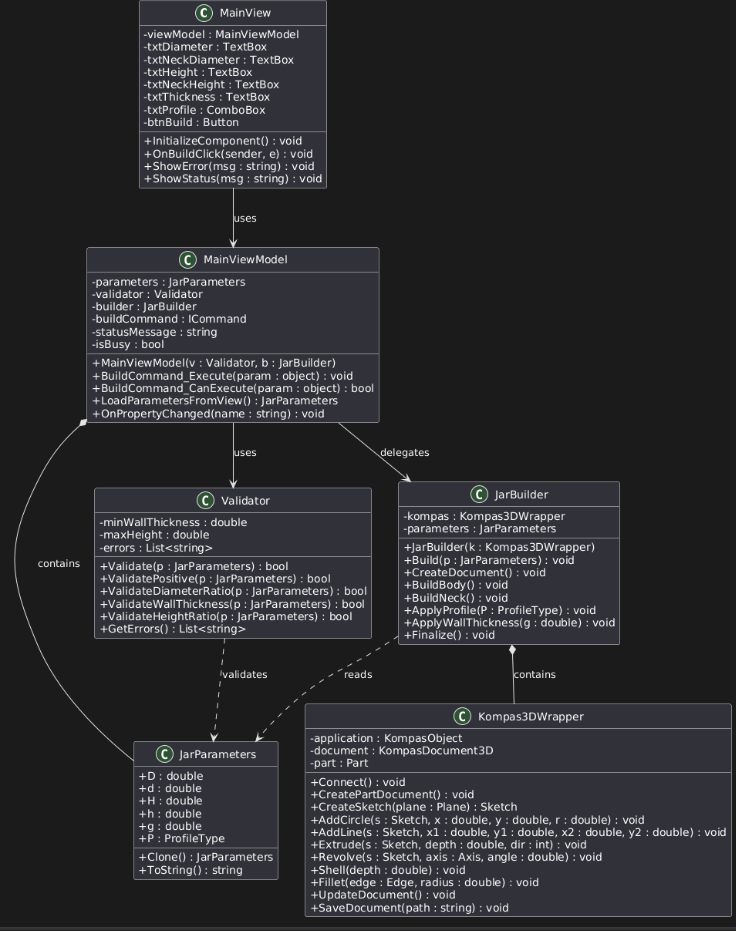 C MainView
-viewModel : MainViewModel
-txtDiameter : TextBox
-txtNeckDiameter : TextBox
-txtHeight : TextBox
-txtNeckHeight : TextBox
-txtThickness : TextBox
-txtProfile : ComboBox
-btnBuild : Button
+InitializeComponent() : void
+OnBuildClick(sender, e) : void
+ShowError(msg : string) : void
+ShowStatus(msg : string) : void
uses
C MainViewModel
-parameters : JarParameters
-validator : Validator
-builder : JarBuilder
-buildCommand : ICommand
-statusMessage : string
-isBusy : bool
+MainViewModel(v : Validator, b : JarBuilder)
+BuildCommand_Execute(param : object) : void
+BuildCommand_CanExecute(param : object) : bool
+LoadParametersFromView() : JarParameters
+OnPropertyChanged(name : string) : void
uses
delegates
contains
C Validator
-minWallThickness : double
-maxHeight : double
-errors : List<string>
+Validate(p : JarParameters) : bool
+ValidatePositive(p : JarParameters) : bool
+ValidateDiameterRatio(p : JarParameters) : bool
+ValidateWallThickness(p : JarParameters) : bool
+ValidateHeightRatio(p : JarParameters) : bool
+GetErrors() : List<string>
C JarBuilder
-kompas : Kompas3DWrapper
-parameters : JarParameters
+JarBuilder(k : Kompas3DWrapper)
+Build(p : JarParameters) : void
+CreateDocument() : void
+BuildBody() : void
+BuildNeck() : void
+ApplyProfile(P : ProfileType) : void
+ApplyWallThickness(g : double) : void
+Finalize() : void
validates
reads
contains
C JarParameters
+D : double
+d : double
+H : double
+h : double
+g : double
+P : ProfileType
+Clone() : JarParameters
+ToString() : string
C Kompas3DWrapper
-application : KompasObject
-document : KompasDocument3D
-part : Part
+Connect() : void
+CreatePartDocument() : void
+CreateSketch(plane : Plane) : Sketch
+AddCircle(s : Sketch, x : double, y : double, r : double) : void
+AddLine(s : Sketch, x1 : double, y1 : double, x2 : double, y2 : double) : void
+Extrude(s : Sketch, depth : double, dir : int) : void
+Revolve(s : Sketch, axis : Axis, angle : double) : void
+Shell(depth : double) : void
+Fillet(edge : Edge, radius : double) : void
+UpdateDocument() : void
+SaveDocument(path : string) : void